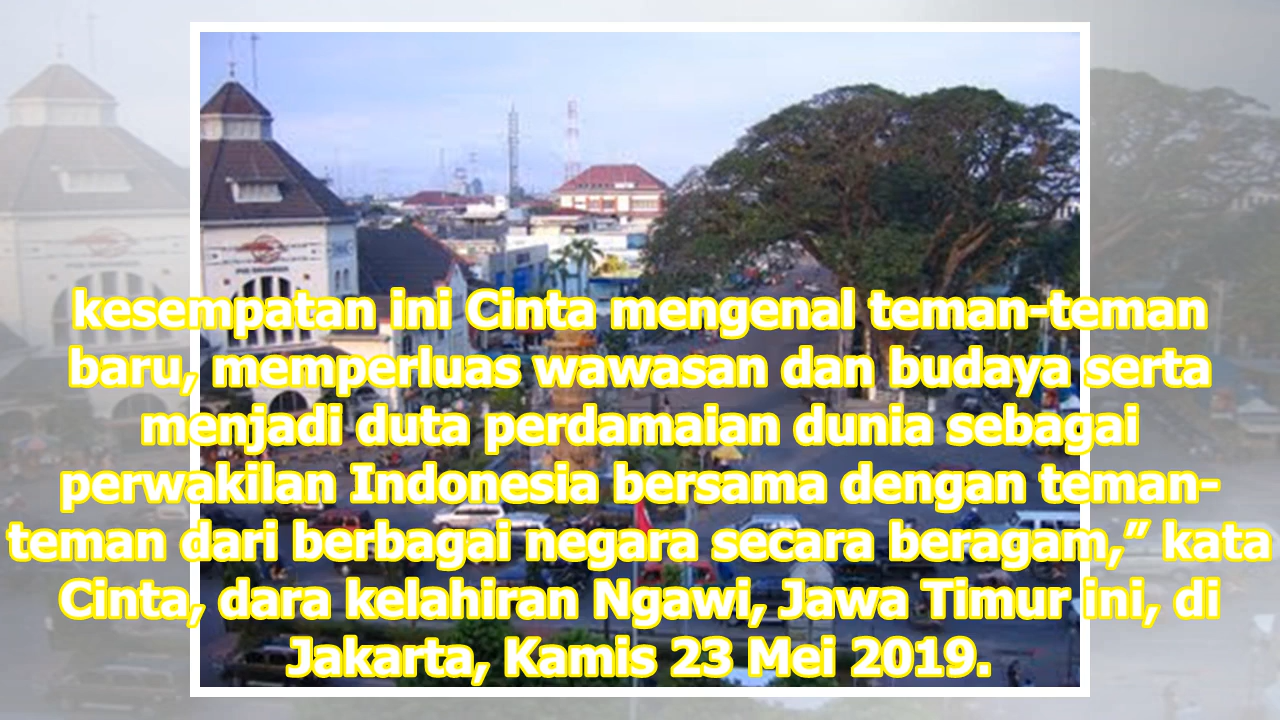 kesempatan ini Cinta mengenal teman-teman
baru, memperluas wawasan dan budaya serta
menjadi duta perdamaian dunia sebagai
perwakilan Indonesia bersama dengan teman-
teman dari berbagai negara secara beragam,” kata
Cinta, dara kelahiran Ngawi, Jawa Timur ini, di
Jakarta, Kamis 23 Mei 2019.